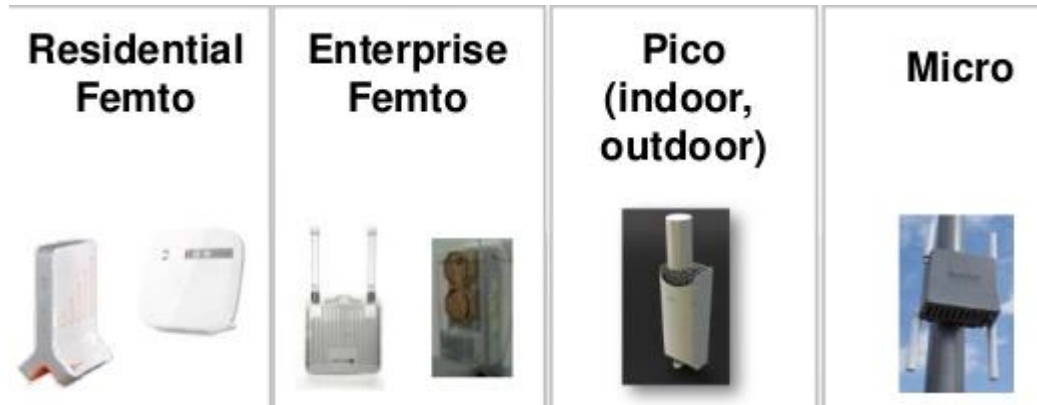 Residential
Femto
Enterprise
Femto
Pico
(indoor,
outdoor)
Micro